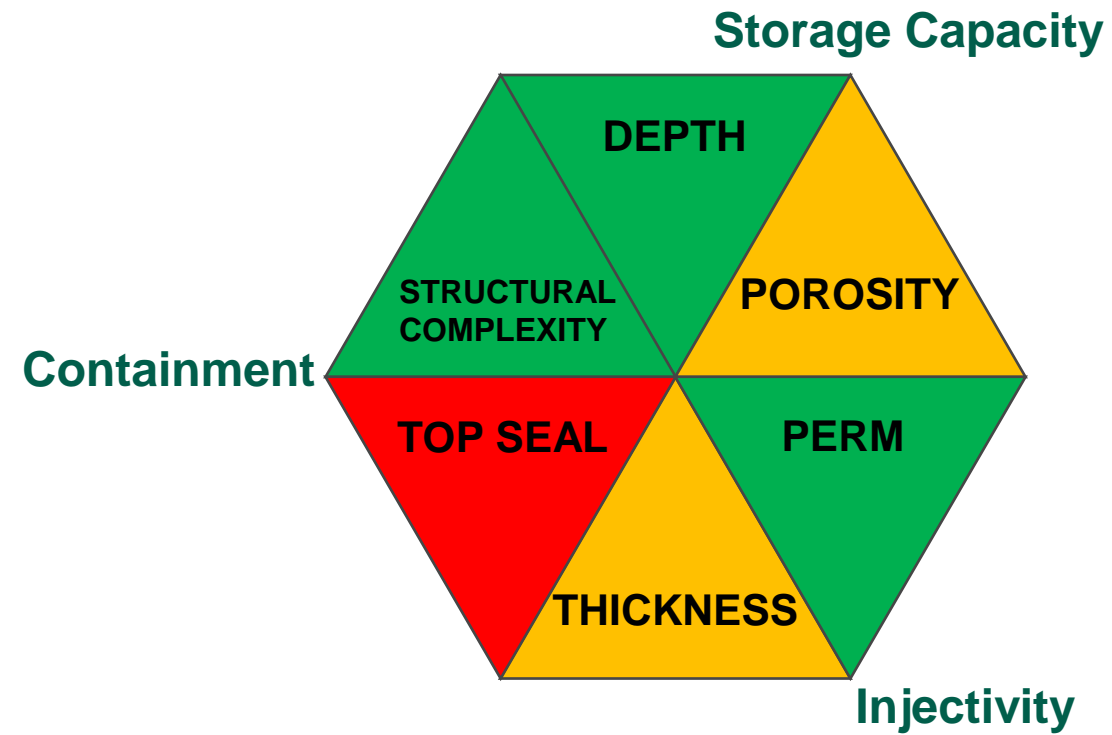 Storage Capacity
DEPTH
STRUCTURAL
COMPLEXITY
POROSITY
Containment
TOP SEAL
PERM
THICKNESS
Injectivity